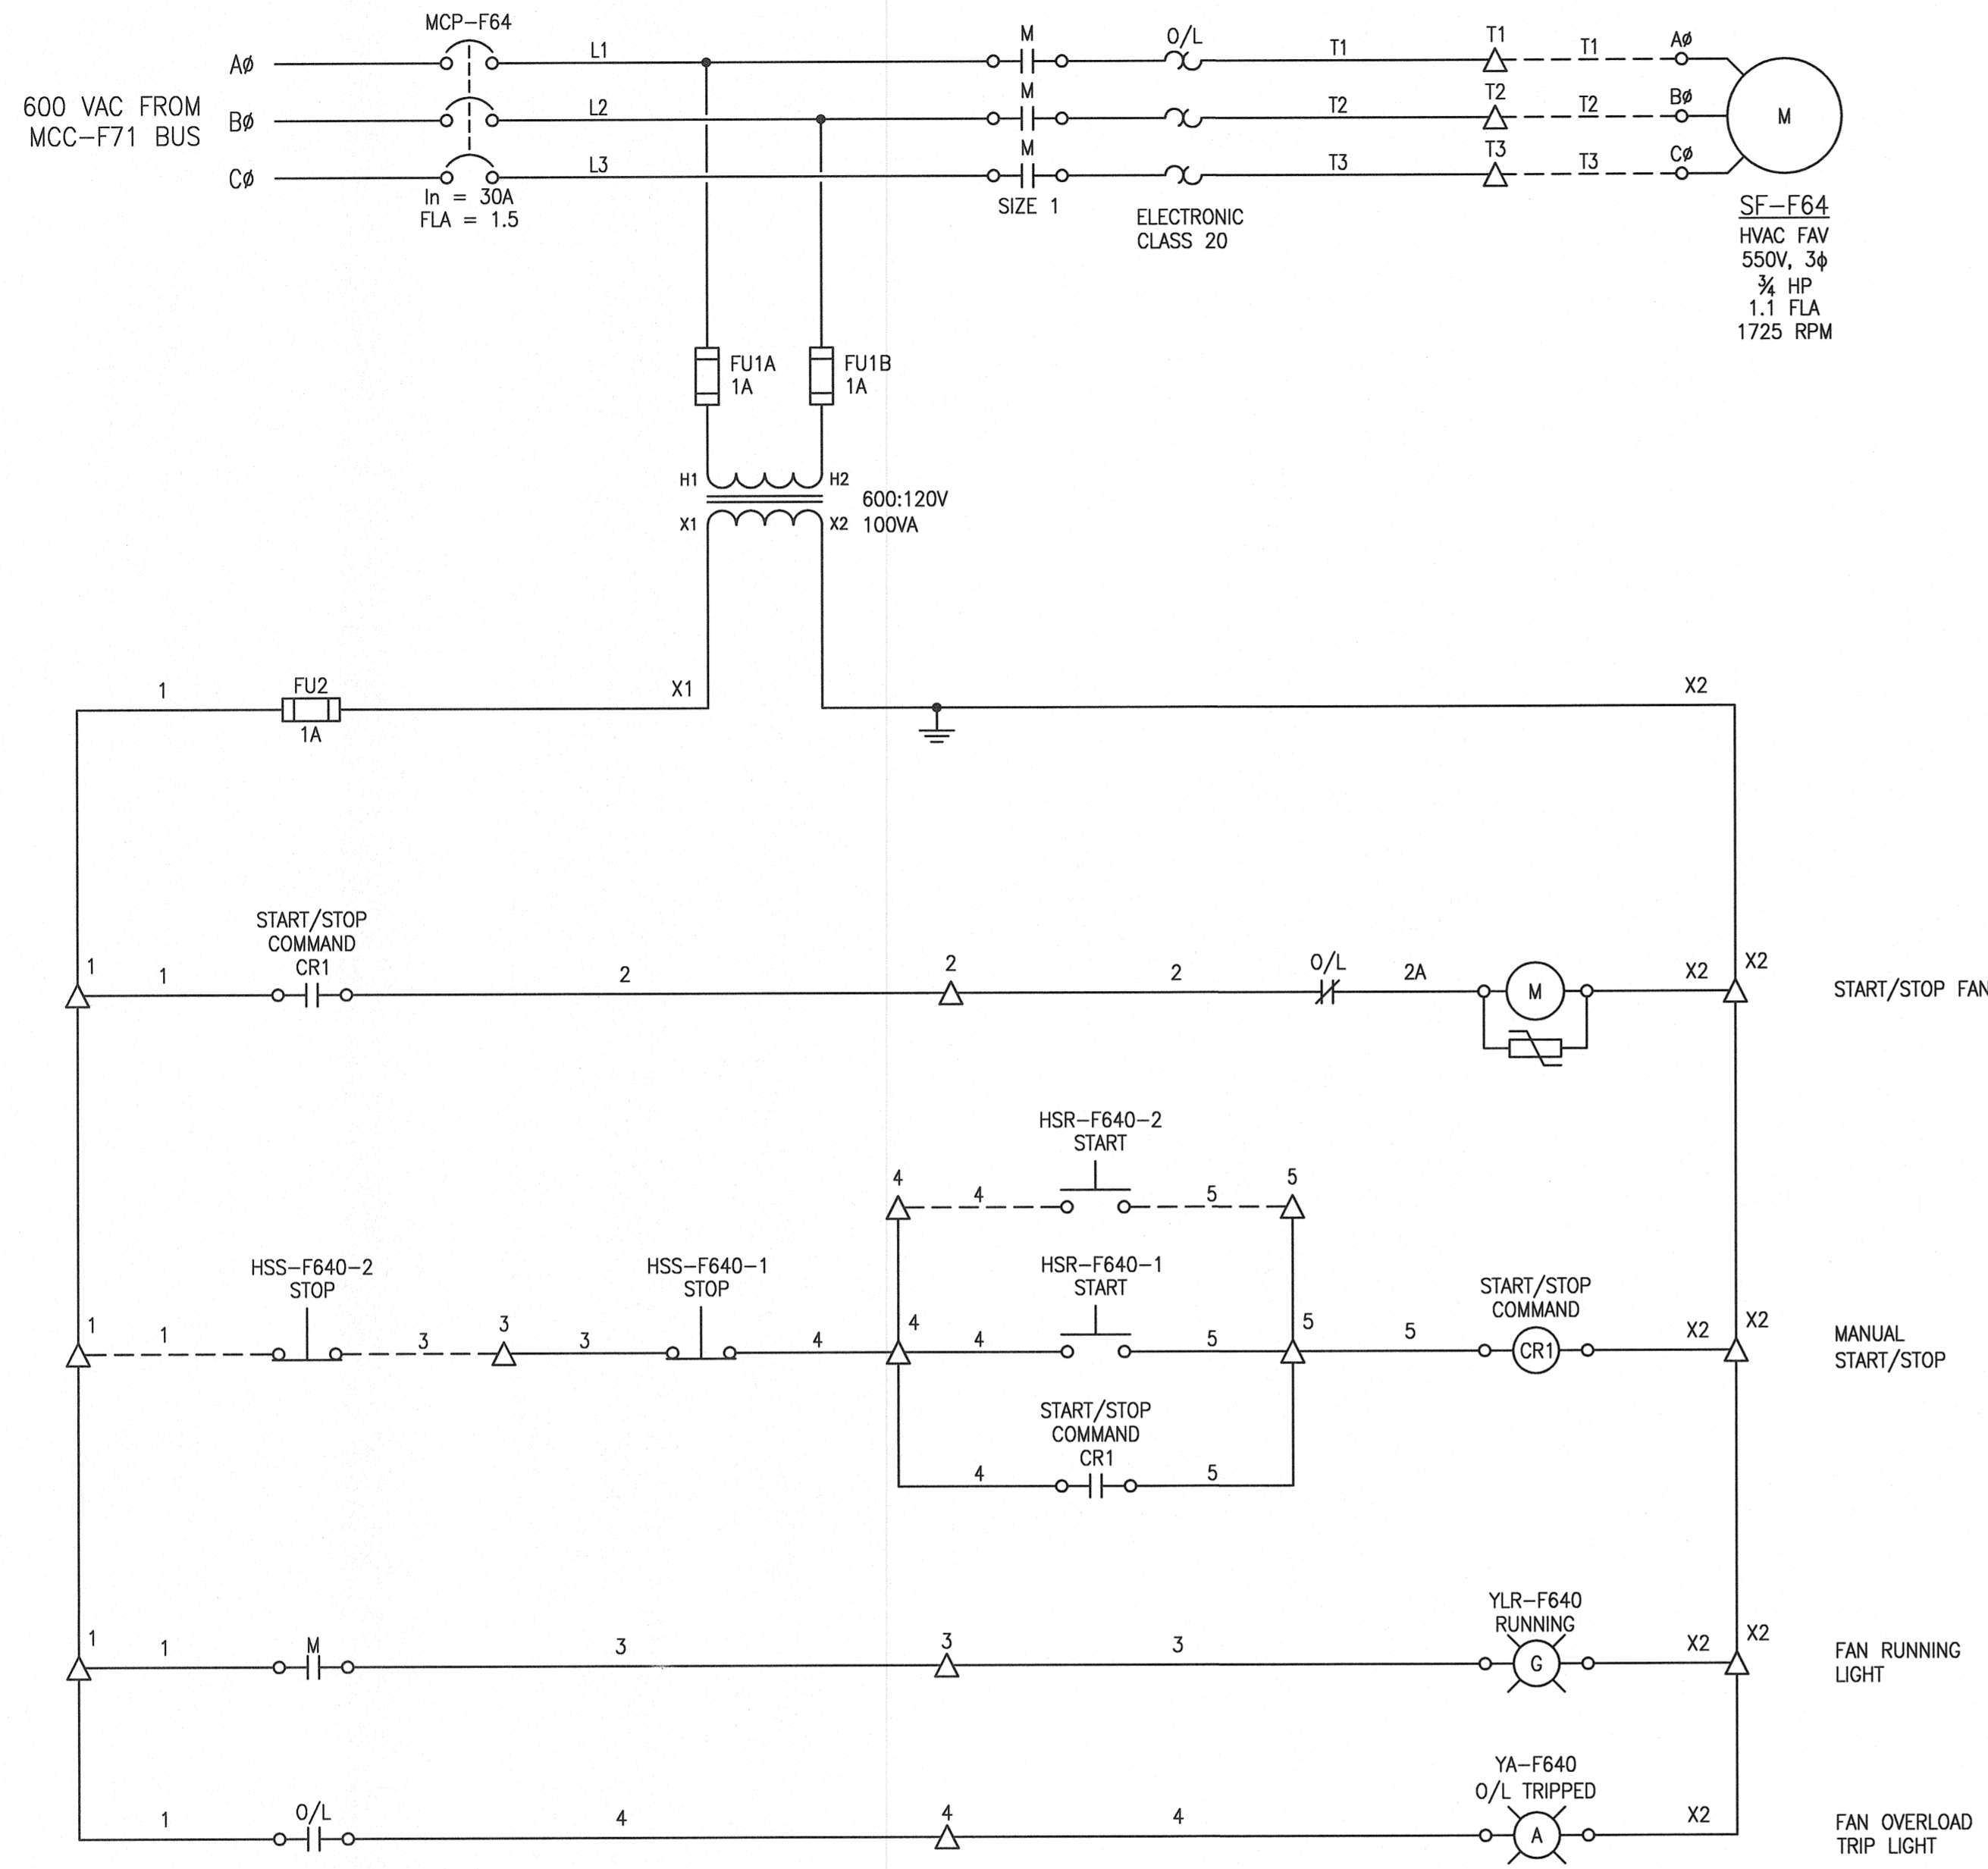 MCP-F64
600 VAC FROM
MCC-F71 BUS
AØ
BØ
CØ
L1
L2
L3
In = 30A
FLA = 1.5
M
M
M
SIZE 1
O/L
ELECTRONIC
CLASS 20
T1
T2
T3
T1
T2
T3
T1
T2
T3
AØ
BØ
CØ
M
SF-F64
HVAC FAV
550V, 3ϕ
¾ HP
1.1 FLA
1725 RPM
FU1A
1A
FU1B
1A
H1
H2
600:120V
X1
X2
100VA
1
FU2
1A
X1
X2
START/STOP
COMMAND
CR1
1
1
2
2
2
O/L
2A
M
X2
X2
START/STOP FAN
HSR-F640-2
START
4
4
5
5
HSS-F640-2
STOP
HSS-F640-1
STOP
HSR-F640-1
START
START/STOP
COMMAND
1
1
3
3
3
4
4
4
5
5
5
CR1
X2
X2
MANUAL
START/STOP
START/STOP
COMMAND
CR1
4
5
YLR-F640
RUNNING
1
1
M
3
3
3
G
X2
X2
FAN RUNNING
LIGHT
YA-F640
O/L TRIPPED
1
O/L
4
4
4
A
X2
FAN OVERLOAD
TRIP LIGHT